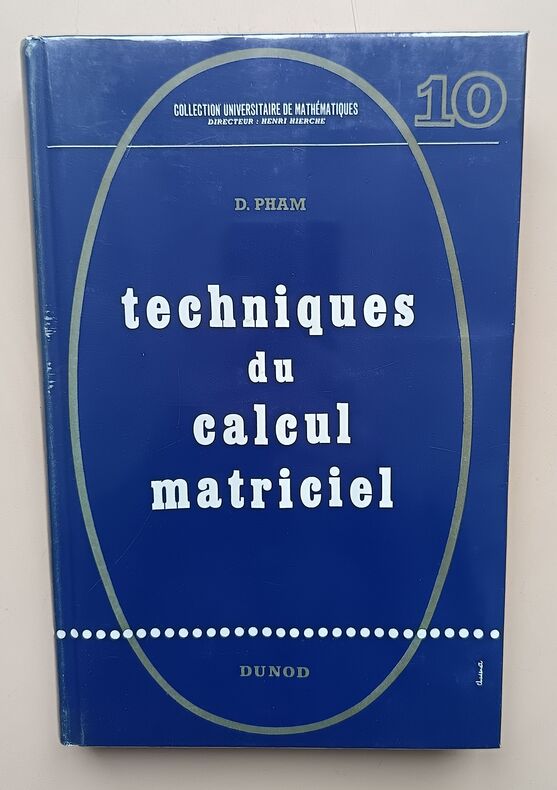 COLLECTION UNIVERSITAIRE DE MATHÉMATIQUES
DIRECTEUR : HENRI HIERCHE
10
D. PHAM
techniques
du
calcul
matriciel
DUNOD